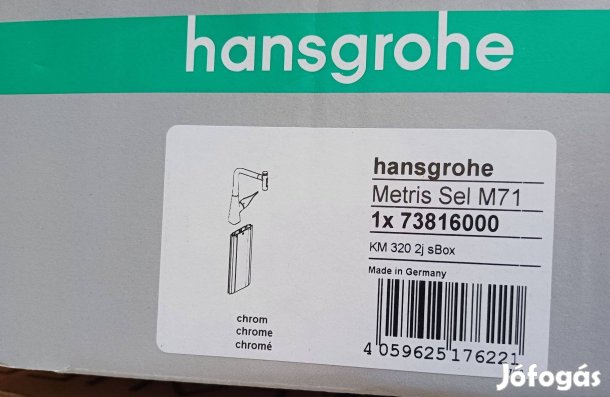 hansgrohe
hansgrohe
Metris Sel M71
1x 73816000
KM 320 2j sBox
Made in Germany
chrom
chrome
chromé
4 059625 176221
Jófogás